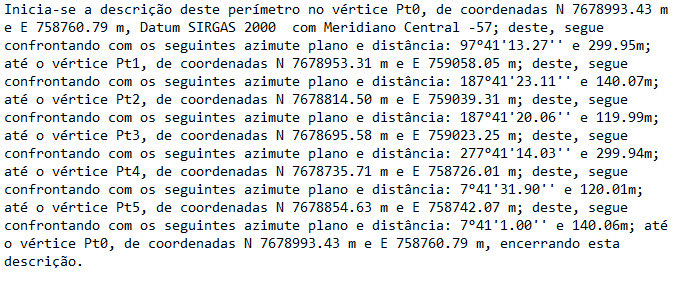 Inicia-se a descrição deste perímetro no vértice Pt0, de coordenadas N 7678993.43 m
e E 758760.79 m, Datum SIRGAS 2000  com Meridiano Central -57; deste, segue
confrontando com os seguintes azimute plano e distância: 97°41'13.27'' e 299.95m;
até o vértice Pt1, de coordenadas N 7678953.31 m e E 759058.05 m; deste, segue
confrontando com os seguintes azimute plano e distância: 187°41'23.11'' e 140.07m;
até o vértice Pt2, de coordenadas N 7678814.50 m e E 759039.31 m; deste, segue
confrontando com os seguintes azimute plano e distância: 187°41'20.06'' e 119.99m;
até o vértice Pt3, de coordenadas N 7678695.58 m e E 759023.25 m; deste, segue
confrontando com os seguintes azimute plano e distância: 277°41'14.03'' e 299.94m;
até o vértice Pt4, de coordenadas N 7678735.71 m e E 758726.01 m; deste, segue
confrontando com os seguintes azimute plano e distância: 7°41'31.90'' e 120.01m;
até o vértice Pt5, de coordenadas N 7678854.63 m e E 758742.07 m; deste, segue
confrontando com os seguintes azimute plano e distância: 7°41'1.00'' e 140.06m; até
o vértice Pt0, de coordenadas N 7678993.43 m e E 758760.79 m, encerrando esta
descrição.